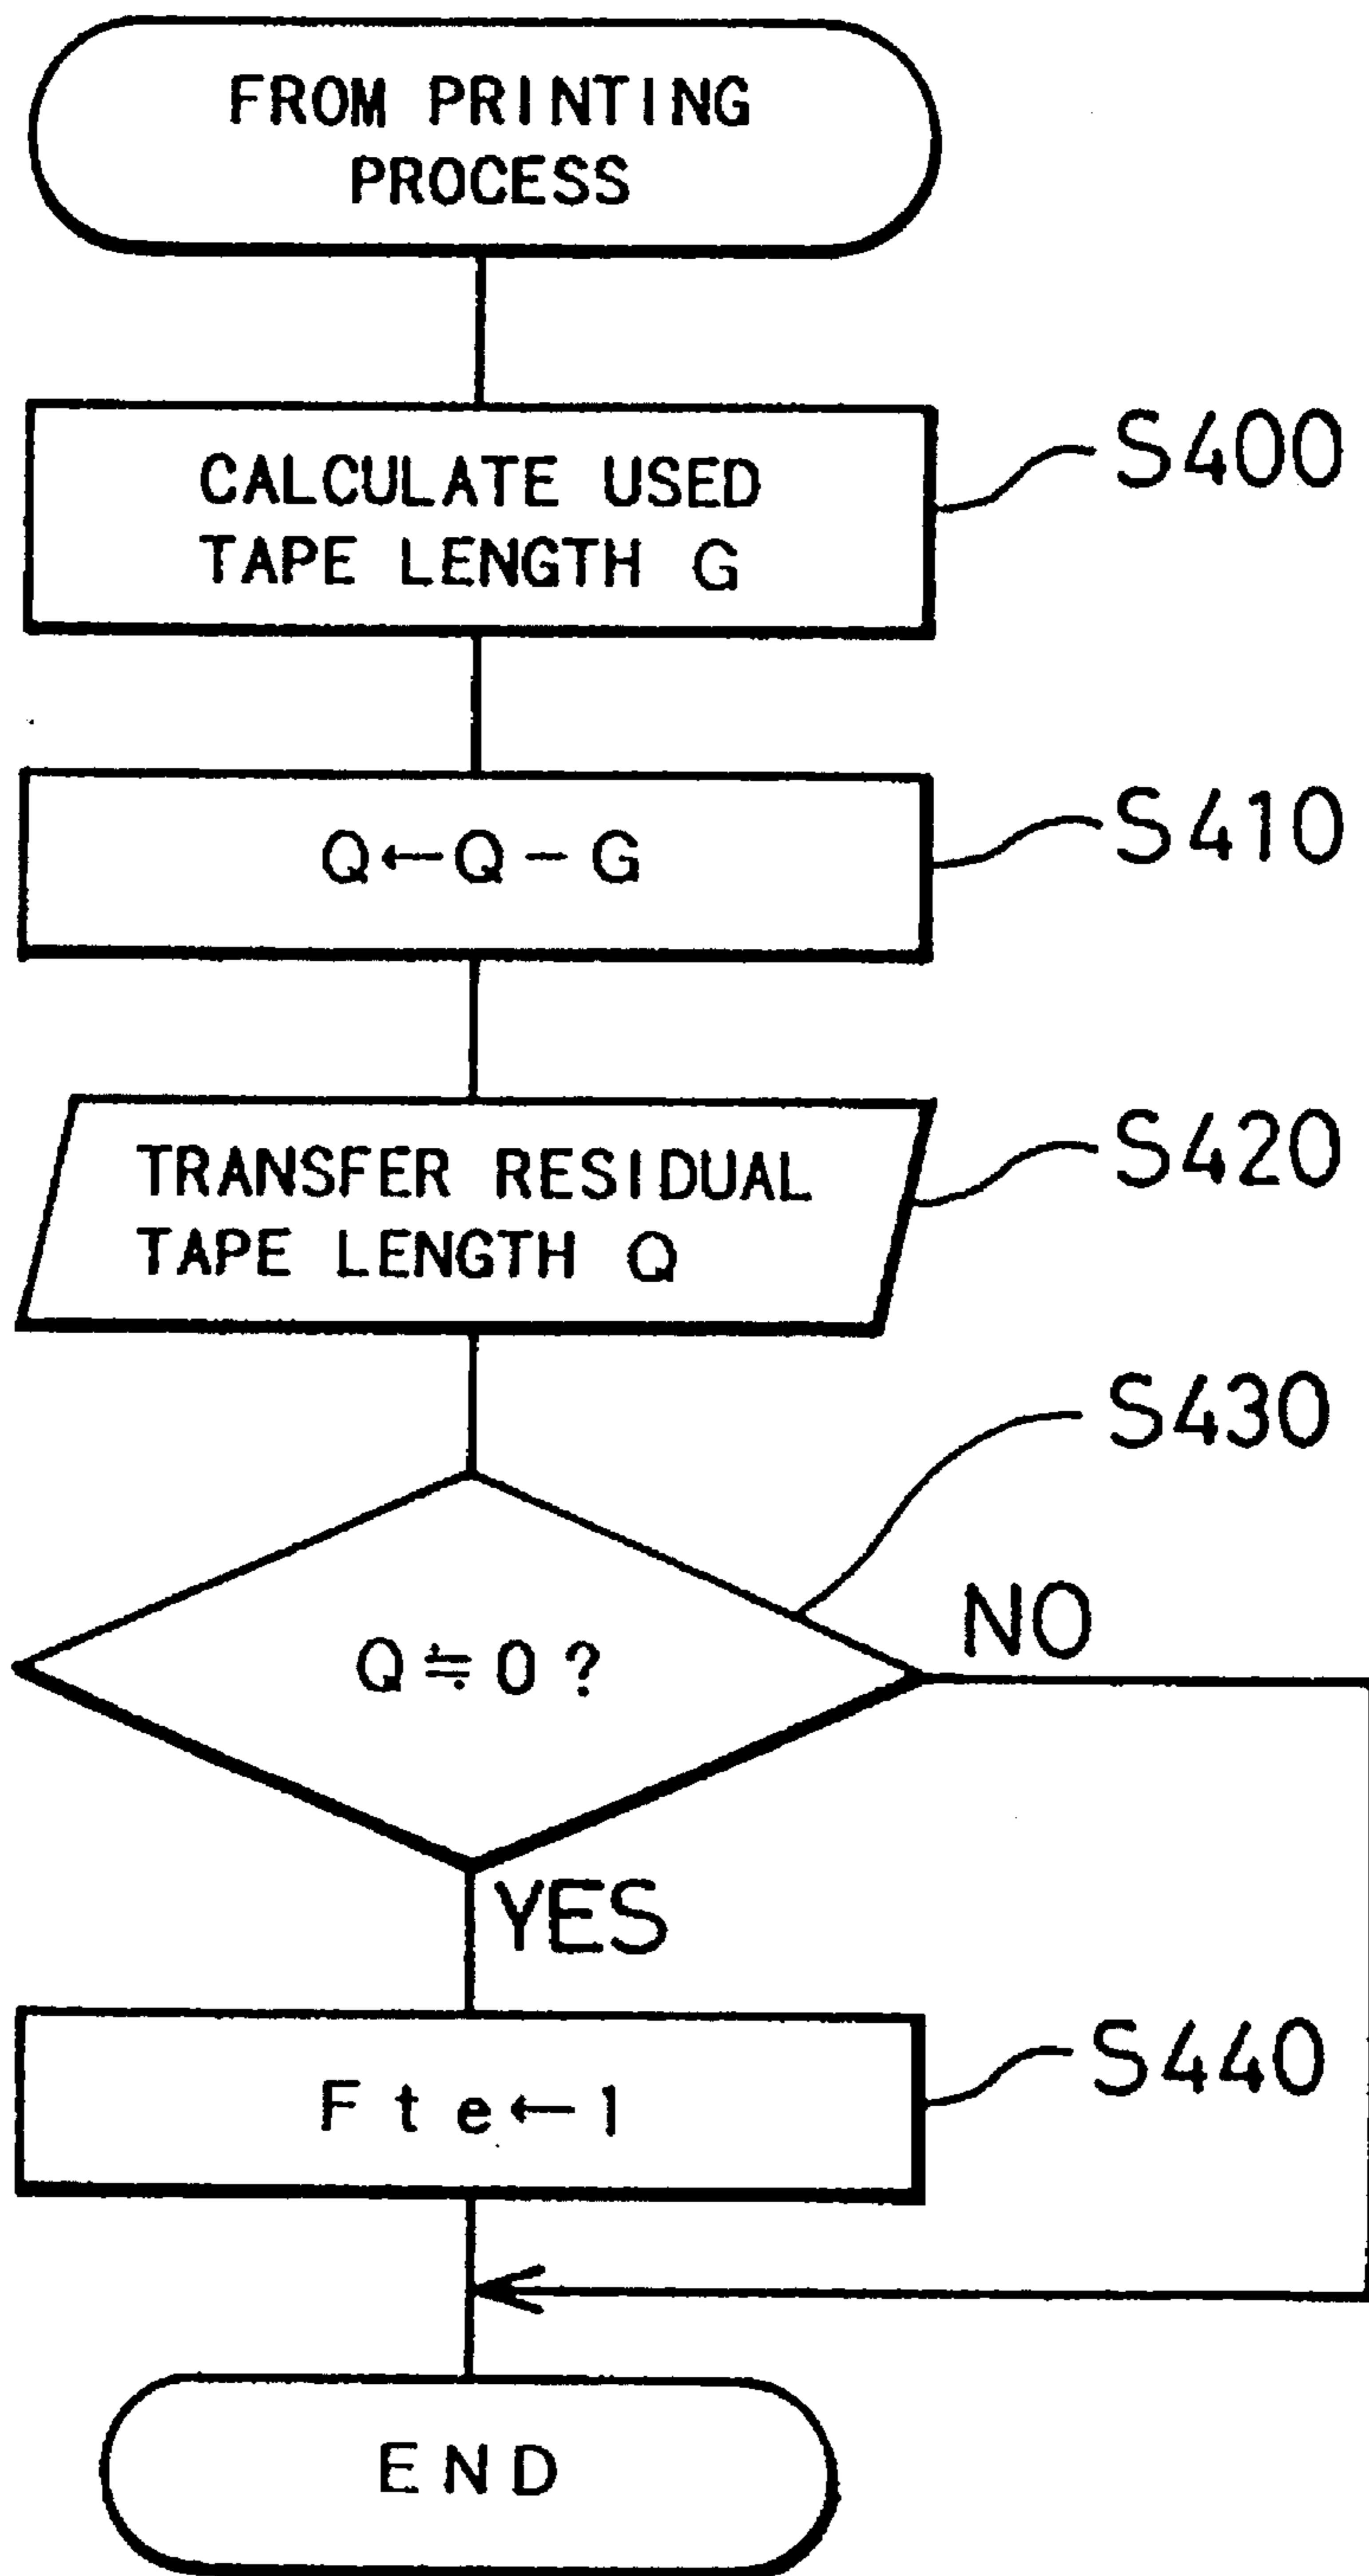 FROM PRINTING
PROCESS
CALCULATE USED
TAPE LENGTH G
S400
Q←Q-G
S410
TRANSFER RESIDUAL
TAPE LENGTH Q
S420
S430
Q≒0?
NO
YES
Fte←1
S440
END